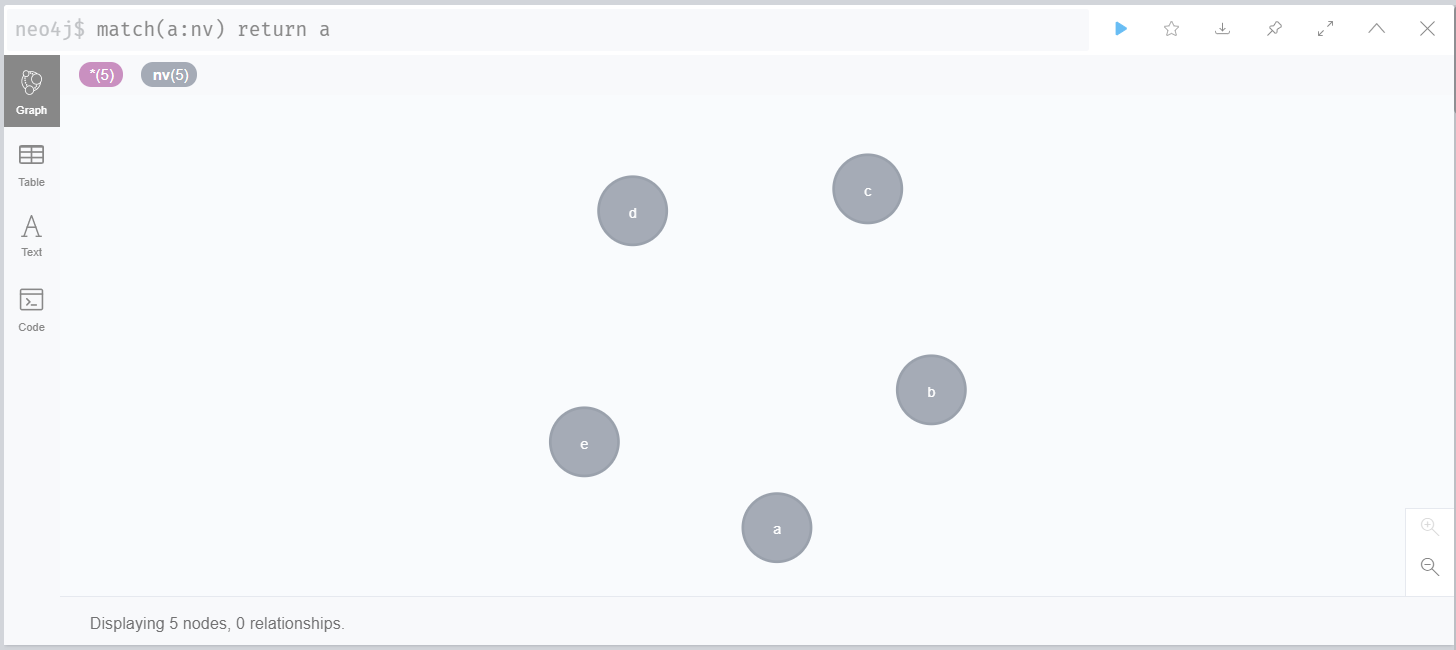 neo4j$ match(a:nv) return a
*(5) nv(5)
Graph
Table
Text
Code
d
c
b
e
a
Displaying 5 nodes, 0 relationships.